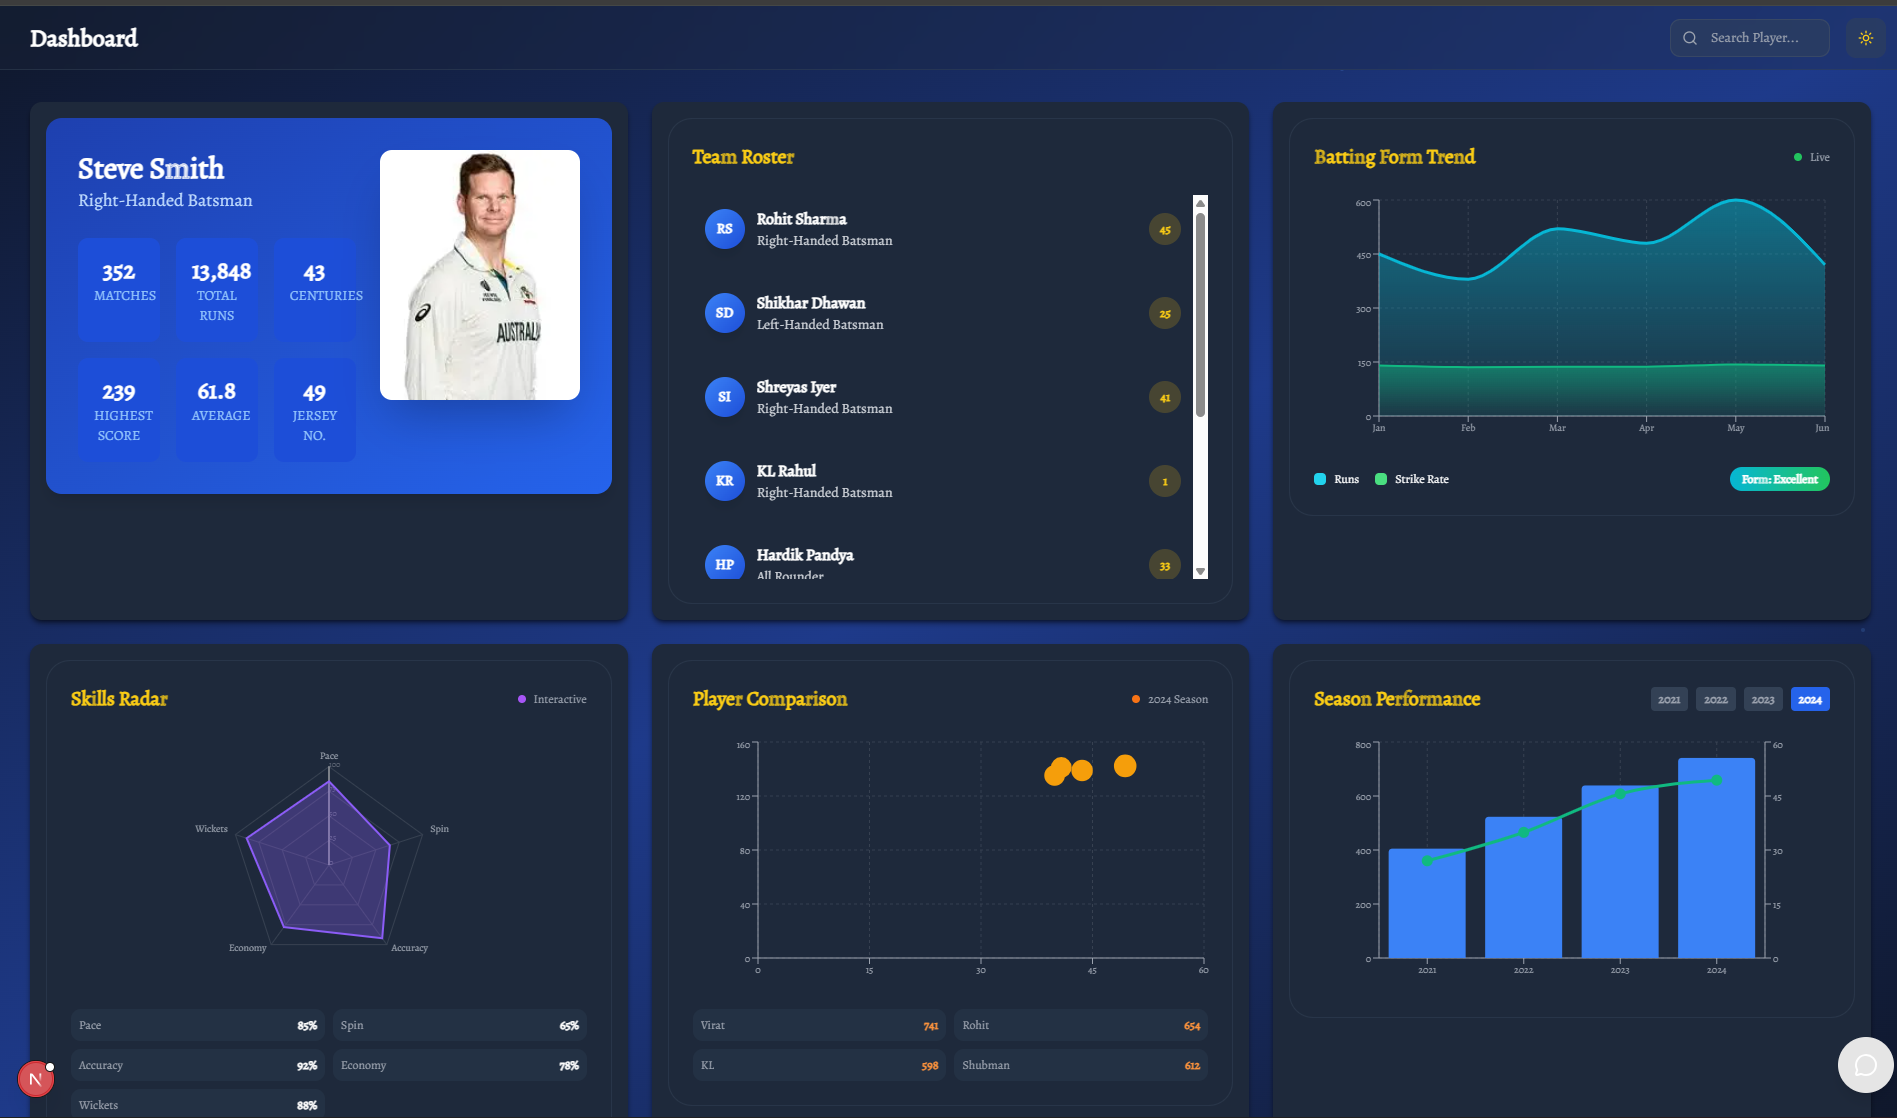 Dashboard
Search Player...
Steve Smith
Right-Handed Batsman
352
MATCHES
13,848
TOTAL
RUNS
43
CENTURIES
239
HIGHEST
SCORE
61.8
AVERAGE
49
JERSEY
NO.
AUSTRALIA
Team Roster
RS
Rohit Sharma
Right-Handed Batsman
45
SD
Shikhar Dhawan
Left-Handed Batsman
25
SI
Shreyas Iyer
Right-Handed Batsman
41
KR
KL Rahul
Right-Handed Batsman
1
HP
Hardik Pandya
All Rounder
33
Batting Form Trend
Live
600
450
300
150
0
Jan Feb Mar Apr May Jun
Runs
Strike Rate
Form: Excellent
Skills Radar
Interactive
Pace
100
Wickets
Spin
0
Economy
Accuracy
Pace 85%
Spin 65%
Accuracy 92%
Economy 78%
Wickets 88%
N
Player Comparison
2024 Season
160
120
80
40
0
0 15 30 45 60
Virat 741
Rohit 654
KL 598
Shubman 612
Season Performance
2021 2022 2023 2024
800 60
600 45
400 30
200 15
0 0
2021 2022 2023 2024